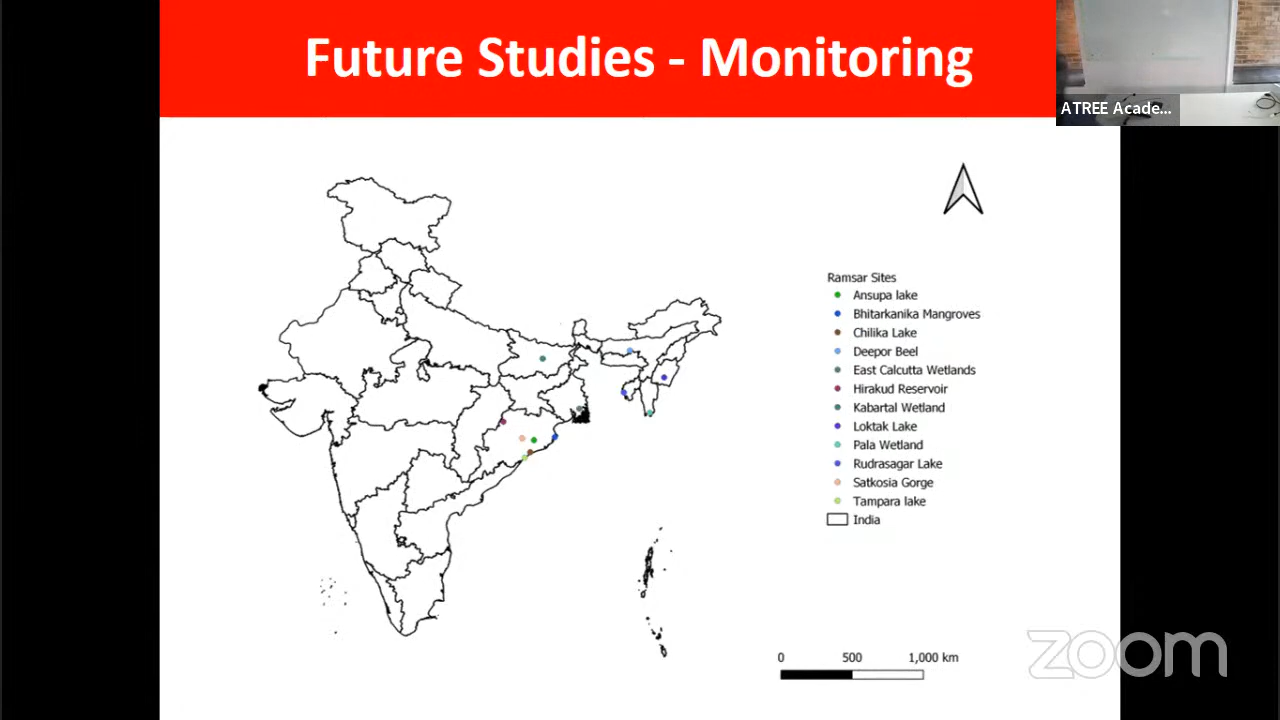 Future Studies - Monitoring
ATREE Acade...
Ramsar Sites
Ansupa lake
Bhitarkanika Mangroves
Chilika Lake
Deepor Beel
East Calcutta Wetlands
Hirakud Reservoir
Kabartal Wetland
Loktak Lake
Pala Wetland
Rudrasagar Lake
Satkosia Gorge
Tampara lake
India
0 500 1,000 km
zoom